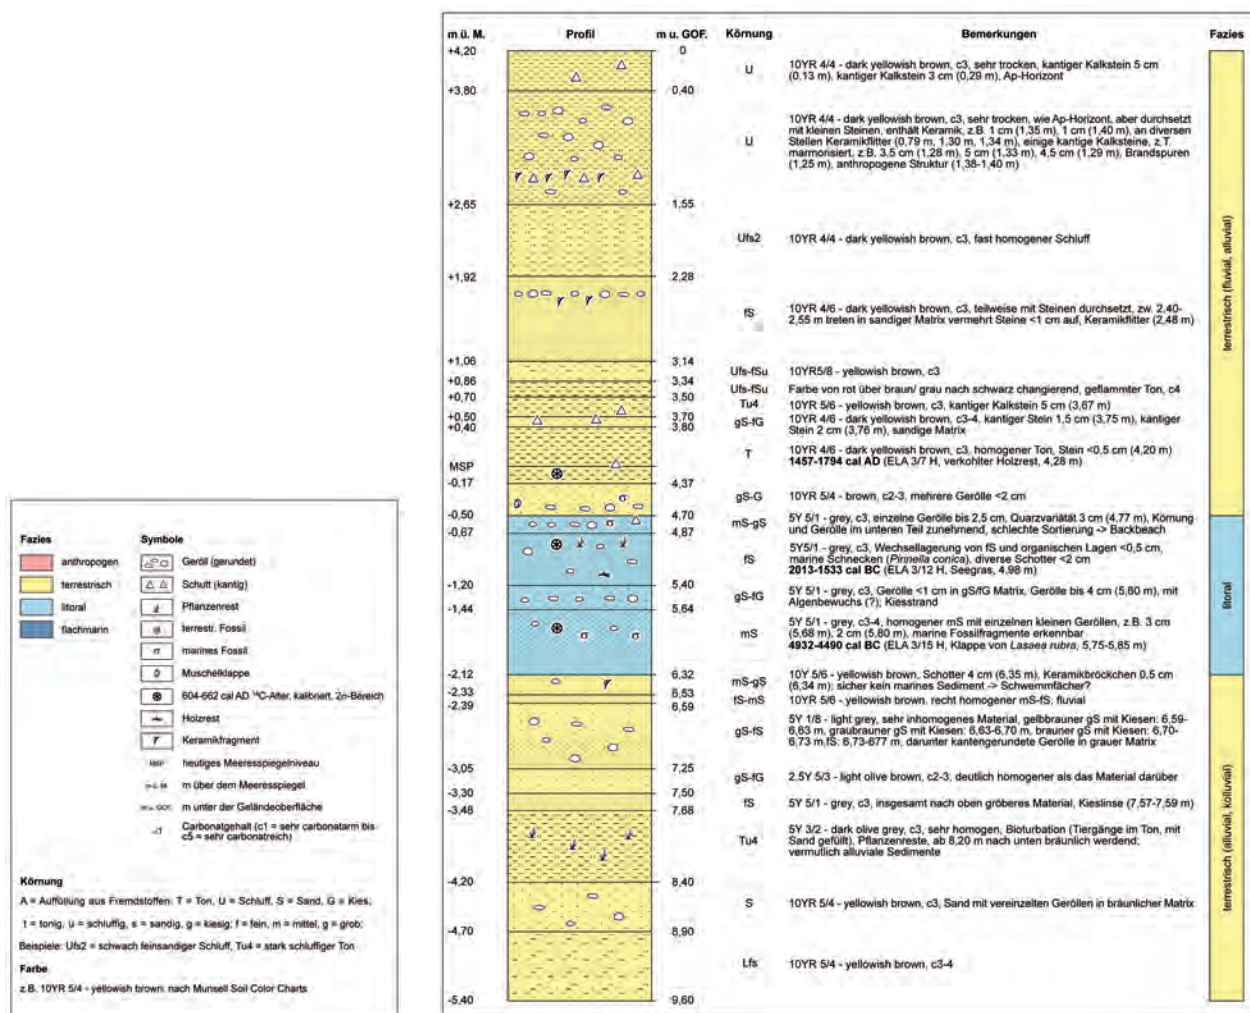 m ü. M. Profil m u. GOF. Körnung Bemerkungen Fazies
+4,20 0
U 10YR 4/4 - dark yellowish brown, c3, sehr trocken, kantiger Kalkstein 5 cm
(0,13 m), kantiger Kalkstein 3 cm (0,29 m), Ap-Horizont
+3,80 0,40
10YR 4/4 - dark yellowish brown, c3, sehr trocken, wie Ap-Horizont, aber durchsetzt
mit kleinen Steinen, enthält Keramik, z.B. 1 cm (1,35 m), 1 cm (1,40 m), an diversen
U Stellen Keramikflitter (0,79 m, 1,30 m, 1,34 m), einige kantige Kalksteine, z.T.
marmorisiert, z.B. 3,5 cm (1,28 m), 5 cm (1,33 m), 4,5 cm (1,29 m), Brandspuren
(1,25 m), anthropogene Struktur (1,38-1,40 m)
+2,65 1,55
Ufs2 10YR 4/4 - dark yellowish brown, c3, fast homogener Schluff
+1,92 2,28
fS 10YR 4/6 - dark yellowish brown, c3, teilweise mit Steinen durchsetzt, zw. 2,40-
2,55 m treten in sandiger Matrix vermehrt Steine <1 cm auf, Keramikflitter (2,48 m)
terrestrisch (fluvial, alluvial)
+1,06 3,14
Ufs-fSu 10YR5/8 - yellowish brown, c3
+0,86 3,34
Ufs-fSu Farbe von rot über braun/ grau nach schwarz changierend, geflammter Ton, c4
+0,70 3,50
Tu4 10YR 5/6 - yellowish brown, c3, kantiger Kalkstein 5 cm (3,67 m)
+0,50 3,70
gS-fG 10YR 4/6 - dark yellowish brown, c3-4, kantiger Stein 1,5 cm (3,75 m), kantiger
Stein 2 cm (3,76 m), sandige Matrix
+0,40 3,80
T 10YR 4/6 - dark yellowish brown, c3, homogener Ton, Stein <0,5 cm (4,20 m)
1457-1794 cal AD (ELA 3/7 H, verkohlter Holzrest, 4,28 m)
MSP
-0,17 4,37
gS-G 10YR 5/4 - brown, c2-3, mehrere Gerölle <2 cm
-0,50 4,70
mS-gS 5Y 5/1 - grey, c3, einzelne Gerölle bis 2,5 cm, Quarzvarietät 3 cm (4,77 m), Körnung
und Gerölle im unteren Teil zunehmend, schlechte Sortierung -> Backbeach
-0,67 4,87
5Y5/1 - grey, c3, Wechsellagerung von fS und organischen Lagen <0,5 cm,
fS marine Schnecken (Pirinella conica), diverse Schotter <2 cm
2013-1533 cal BC (ELA 3/12 H, Seegras, 4,98 m)
-1,20 5,40
gS-fG 5Y 5/1 - grey, c3, Gerölle <1 cm in gS/fG Matrix, Gerölle bis 4 cm (5,60 m), mit
Algenbewuchs (?); Kiesstrand
litoral
-1,44 5,64
5Y 5/1 - grey, c3-4, homogener mS mit einzelnen kleinen Geröllen, z.B. 3 cm
mS (5,68 m), 2 cm (5,80 m), marine Fossilfragmente erkennbar
4932-4490 cal BC (ELA 3/15 H, Klappe von Lasaea rubra, 5,75-5,85 m)
-2,12 6,32
mS-gS 10Y 5/6 - yellowish brown, Schotter 4 cm (6,35 m), Keramikbröckchen 0,5 cm
(6,34 m); sicher kein marines Sediment -> Schwemmfächer?
-2,33 6,53
fS-mS 10YR 5/6 - yellowish brown, recht homogener mS-fS, fluvial
-2,39 6,59
5Y 1/8 - light grey, sehr inhomogenes Material, gelbbrauner gS mit Kiesen: 6,59-
gS-fS 6,63 m, graubrauner gS mit Kiesen: 6,63-6,70 m, brauner gS mit Kiesen: 6,70-
6,73 m,fS: 6,73-677 m, darunter kantengerundete Gerölle in grauer Matrix
-3,05 7,25
gS-fG 2,5Y 5/3 - light olive brown, c2-3, deutlich homogener als das Material darüber
-3,30 7,50
fS 5Y 5/1 - grey, c3, insgesamt nach oben gröberes Material, Kieslinse (7,57-7,59 m)
-3,48 7,68
5Y 3/2 - dark olive grey, c3, sehr homogen, Bioturbation (Tiergänge im Ton, mit
Tu4 Sand gefüllt), Pflanzenreste, ab 8,20 m nach unten bräunlich werdend;
vermutlich alluviale Sedimente
terrestrisch (alluvial, kolluvial)
-4,20 8,40
S 10YR 5/4 - yellowish brown, c3, Sand mit vereinzelten Geröllen in bräunlicher Matrix
-4,70 8,90
Lfs 10YR 5/4 - yellowish brown, c3-4
-5,40 9,60
Fazies Symbole
anthropogen Geröll (gerundet)
terrestrisch Schutt (kantig)
litoral Pflanzenrest
flachmarin terrestr. Fossil
marines Fossil
Muschelklappe
604-662 cal AD ¹⁴C-Alter, kalibriert, 2σ-Bereich
Holzrest
Keramikfragment
MSP heutiges Meeresspiegelniveau
m ü. M. m über dem Meeresspiegel
m u. GOF. m unter der Geländeoberfläche
c1 Carbonatgehalt (c1 = sehr carbonatarm bis
c5 = sehr carbonatreich)
Körnung
A = Auffüllung aus Fremdstoffen; T = Ton, U = Schluff, S = Sand, G = Kies;
t = tonig, u = schluffig, s = sandig, g = kiesig; f = fein, m = mittel, g = grob;
Beispiele: Ufs2 = schwach feinsandiger Schluff, Tu4 = stark schluffiger Ton
Farbe
z.B. 10YR 5/4 - yellowish brown: nach Munsell Soil Color Charts